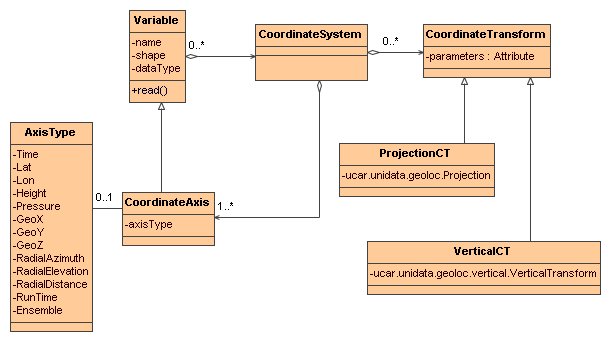 Variable
-name
-shape
-dataType
+read()
0..*
CoordinateSystem
0..*
CoordinateTransform
-parameters : Attribute
AxisType
-Time
-Lat
-Lon
-Height
-Pressure
-GeoX
-GeoY
-GeoZ
-RadialAzimuth
-RadialElevation
-RadialDistance
-RunTime
-Ensemble
0..1
CoordinateAxis
-axisType
1..*
ProjectionCT
-ucar.unidata.geoloc.Projection
VerticalCT
-ucar.unidata.geoloc.vertical.VerticalTransform